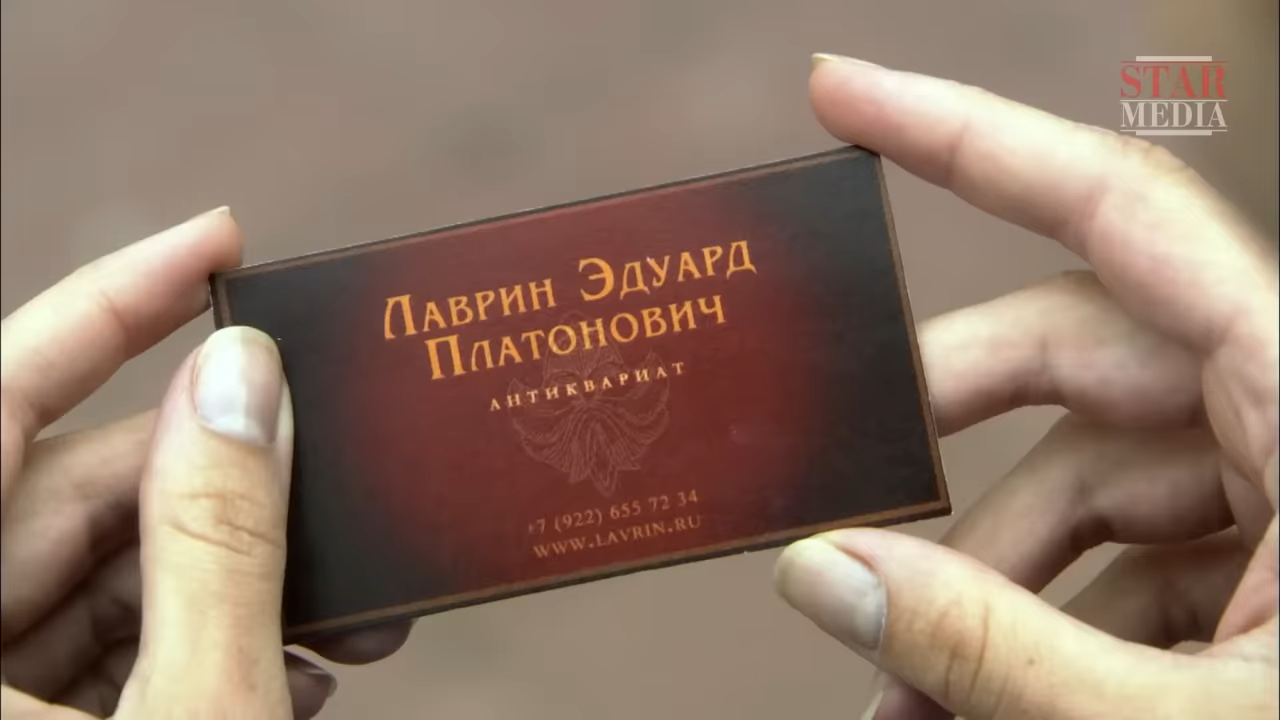 STAR
MEDIA
Лаврин Эдуард
Платонович
антиквариат
+7 (922) 655 72 34
www.lavrin.ru